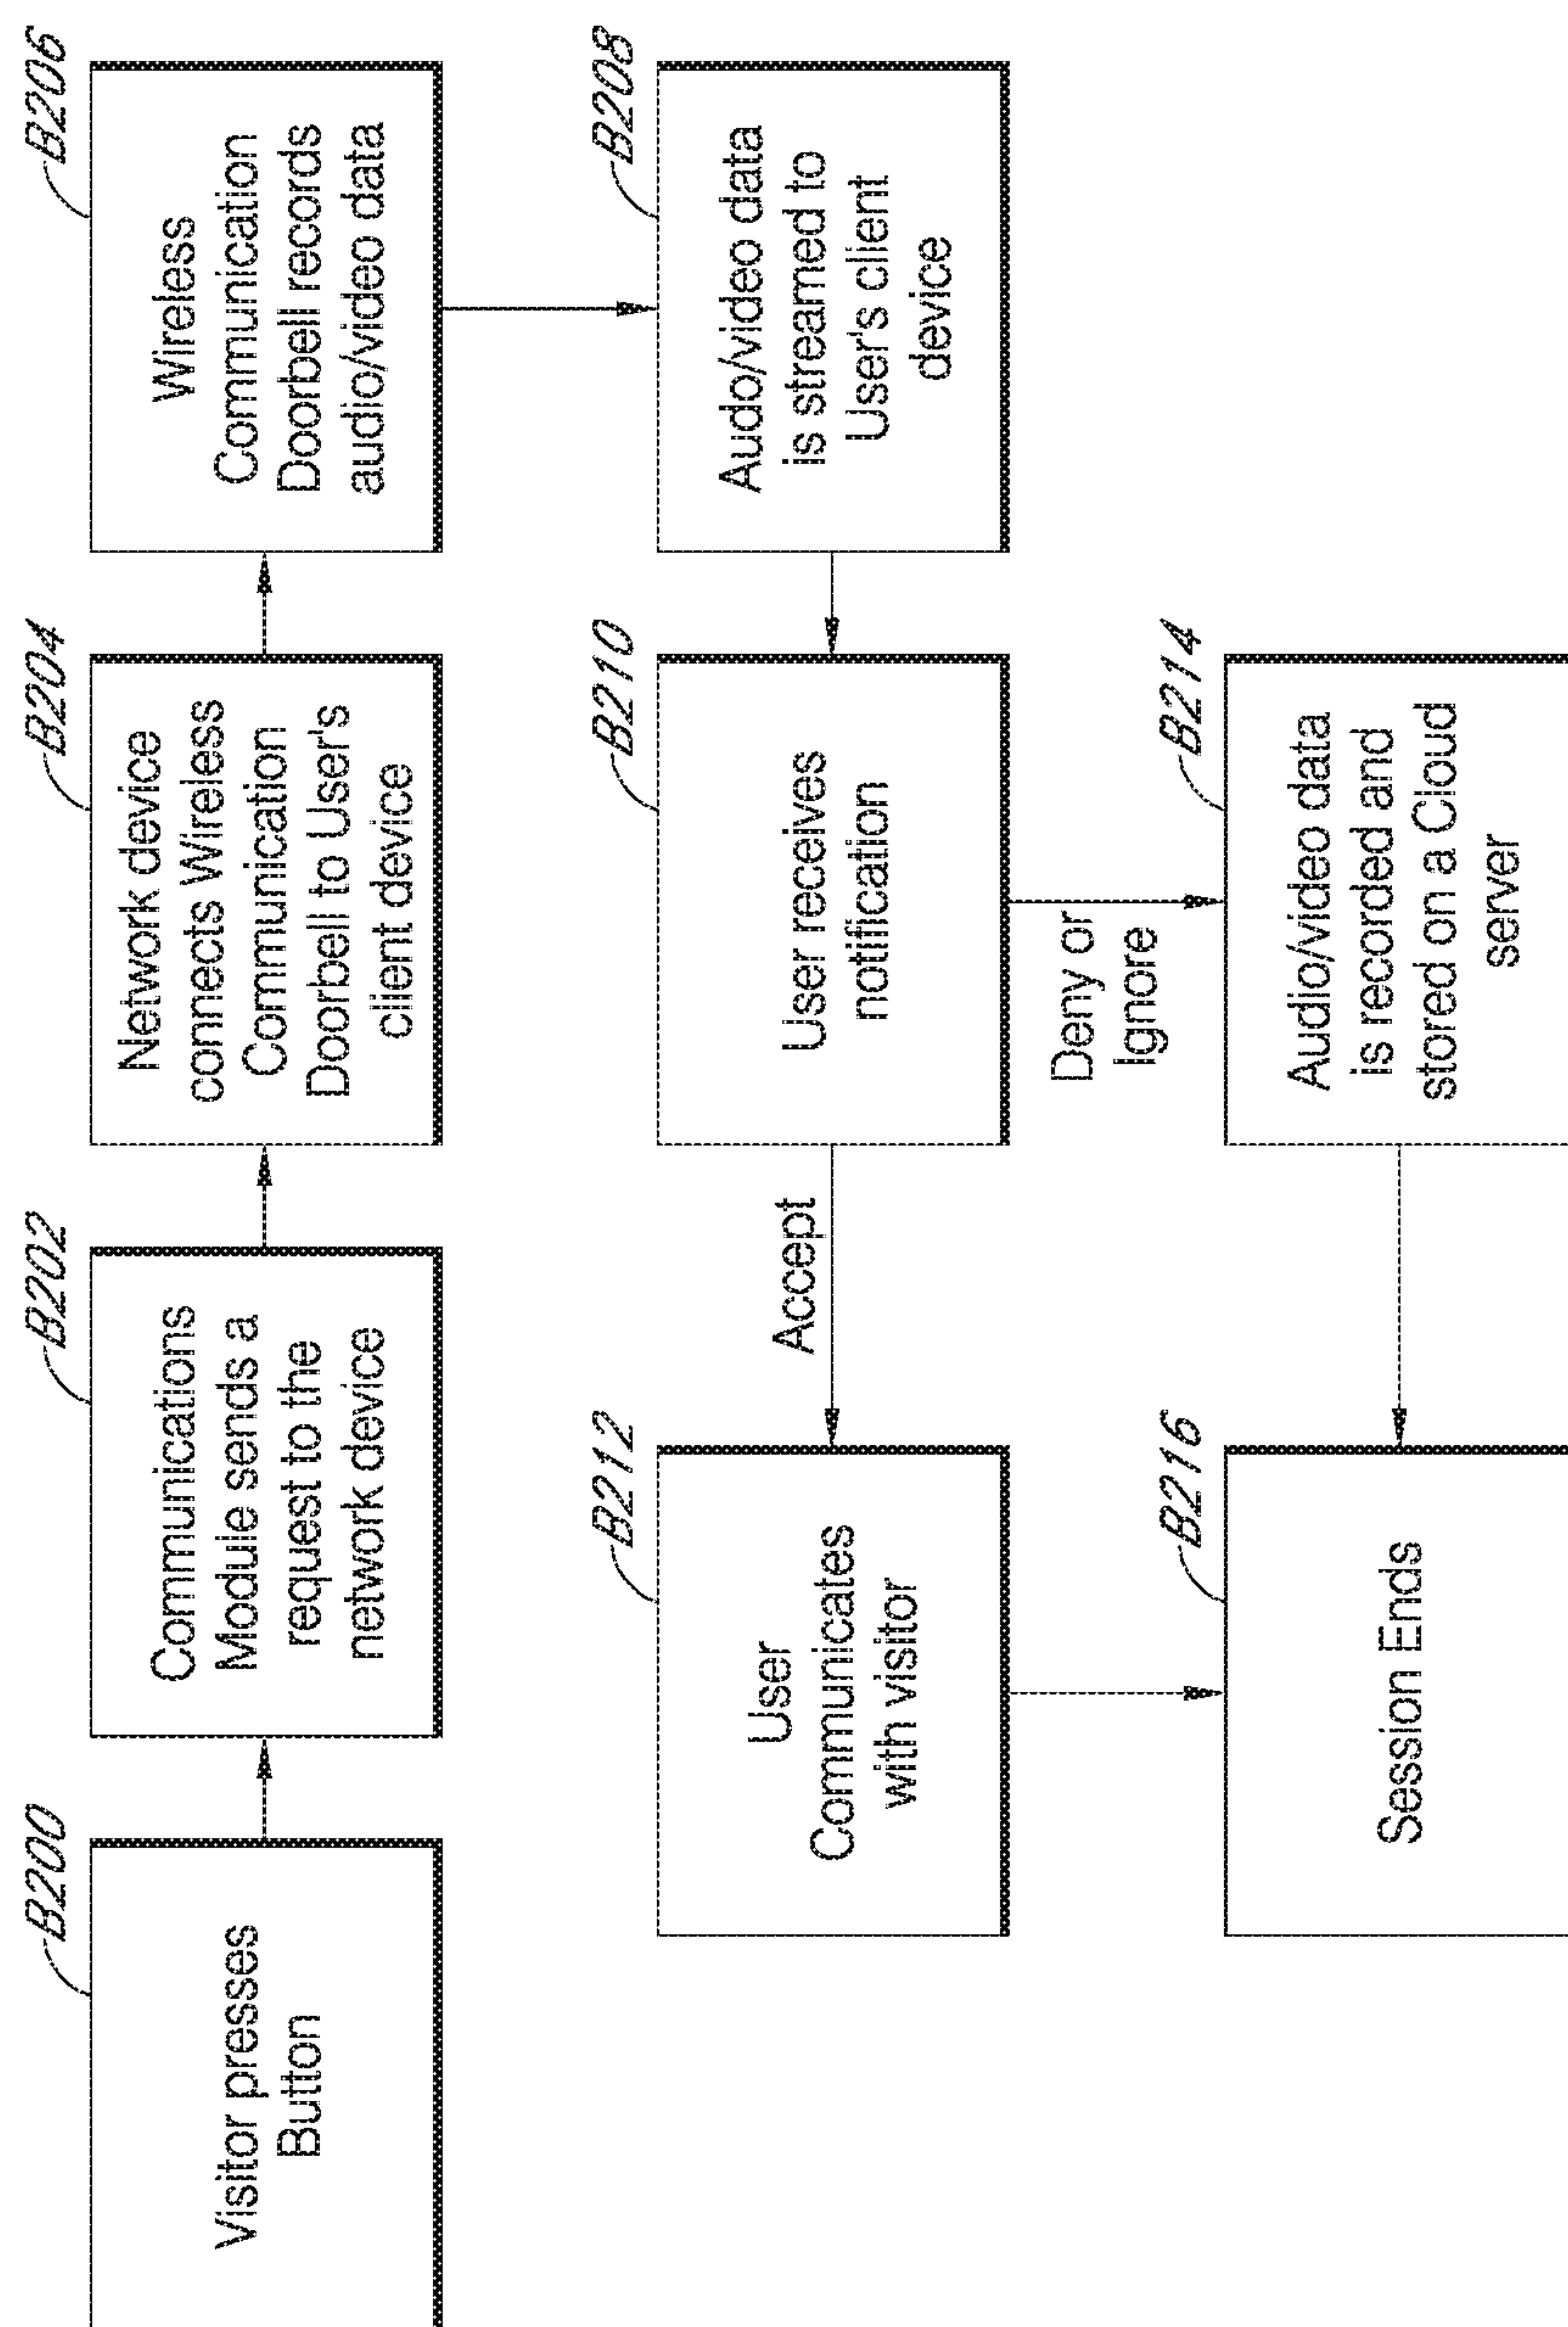 B200
Visitor presses
Button
B202
Communications
Module sends a
request to the
network device
B204
Network device
connects Wireless
Communication
Doorbell to User's
client device
B206
Wireless
Communication
Doorbell records
audio/video data
B208
Audo/video data
is streamed to
User's client
device
B210
User receives
notification
Accept
Deny or
Ignore
B212
User
Communicates
with visitor
B214
Audio/video data
is recorded and
stored on a Cloud
server
B216
Session Ends